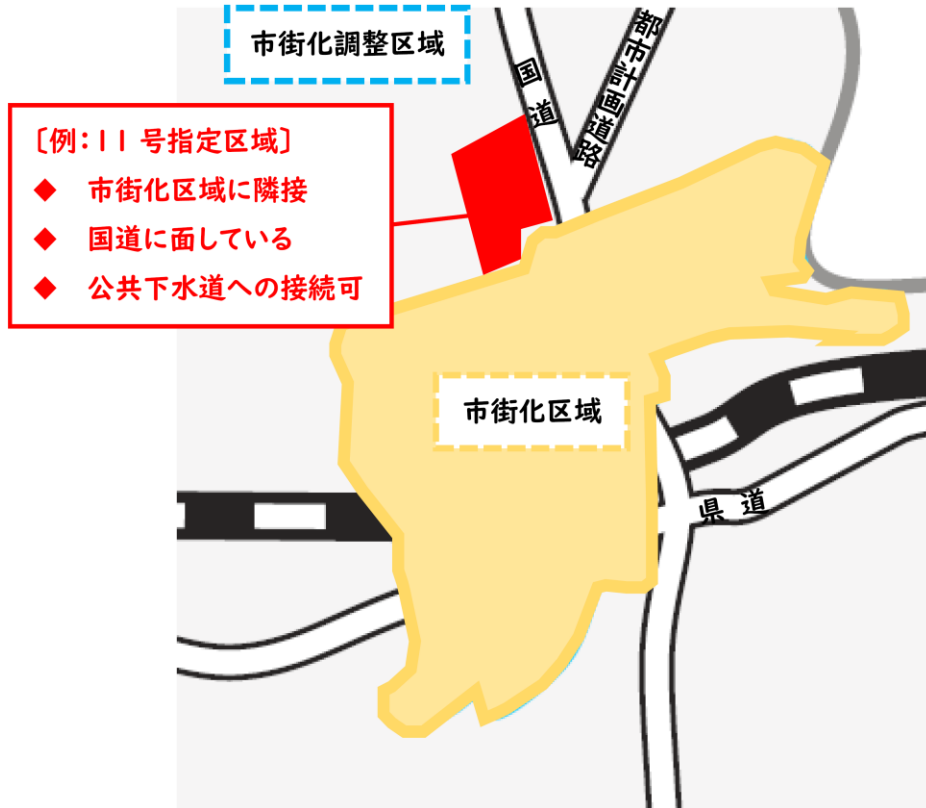 市街化調整区域
国道
都市計画道路
〔例:11 号指定区域〕
◆ 市街化区域に隣接
◆ 国道に面している
◆ 公共下水道への接続可
市街化区域
県道